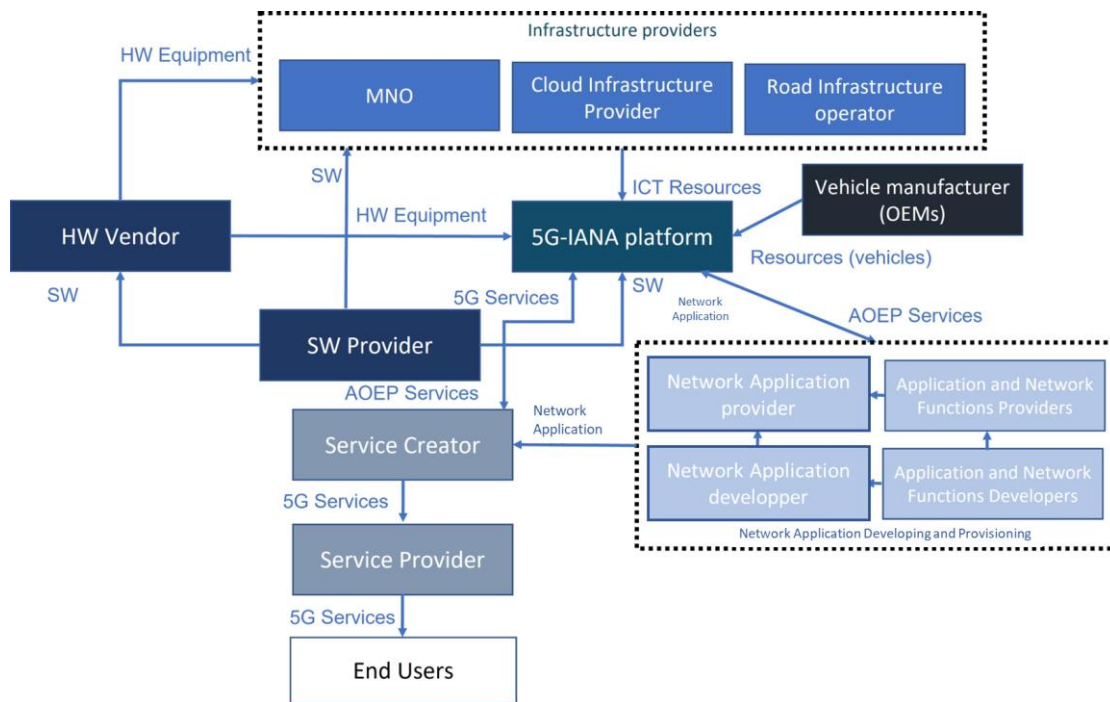 Infrastructure providers
HW Equipment
MNO
Cloud Infrastructure
Provider
Road Infrastructure
operator
SW
ICT Resources
Vehicle manufacturer
(OEMs)
HW Vendor
HW Equipment
5G-IANA platform
Resources (vehicles)
SW
5G Services
SW
Network
Application
AOEP Services
SW Provider
AOEP Services
Network
Application
Network Application
provider
Application and Network
Functions Providers
Service Creator
Network Application
developper
Application and Network
Functions Developers
5G Services
Network Application Developing and Provisioning
Service Provider
5G Services
End Users